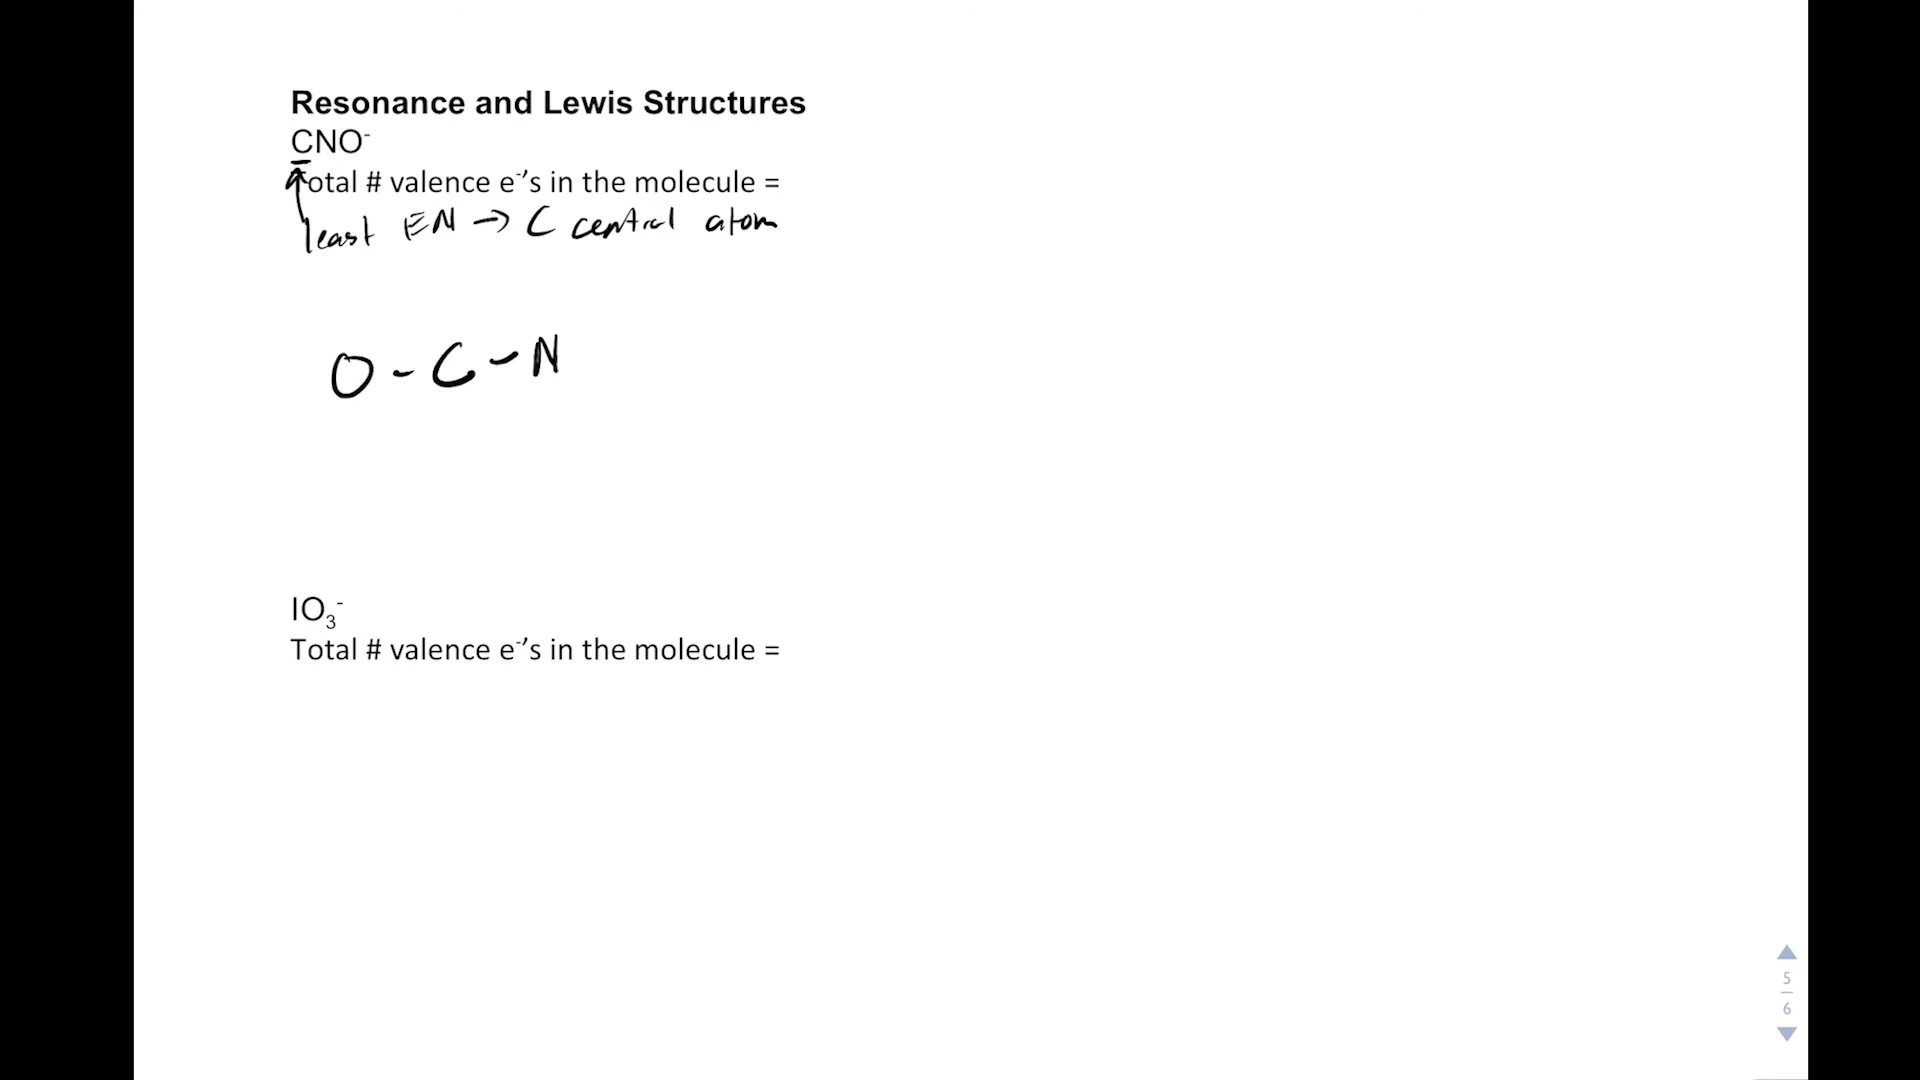 Resonance and Lewis Structures
CNO⁻
Total # valence e⁻'s in the molecule =
least EN → C central atom
O - C - N
IO₃⁻
Total # valence e⁻'s in the molecule =
5
6